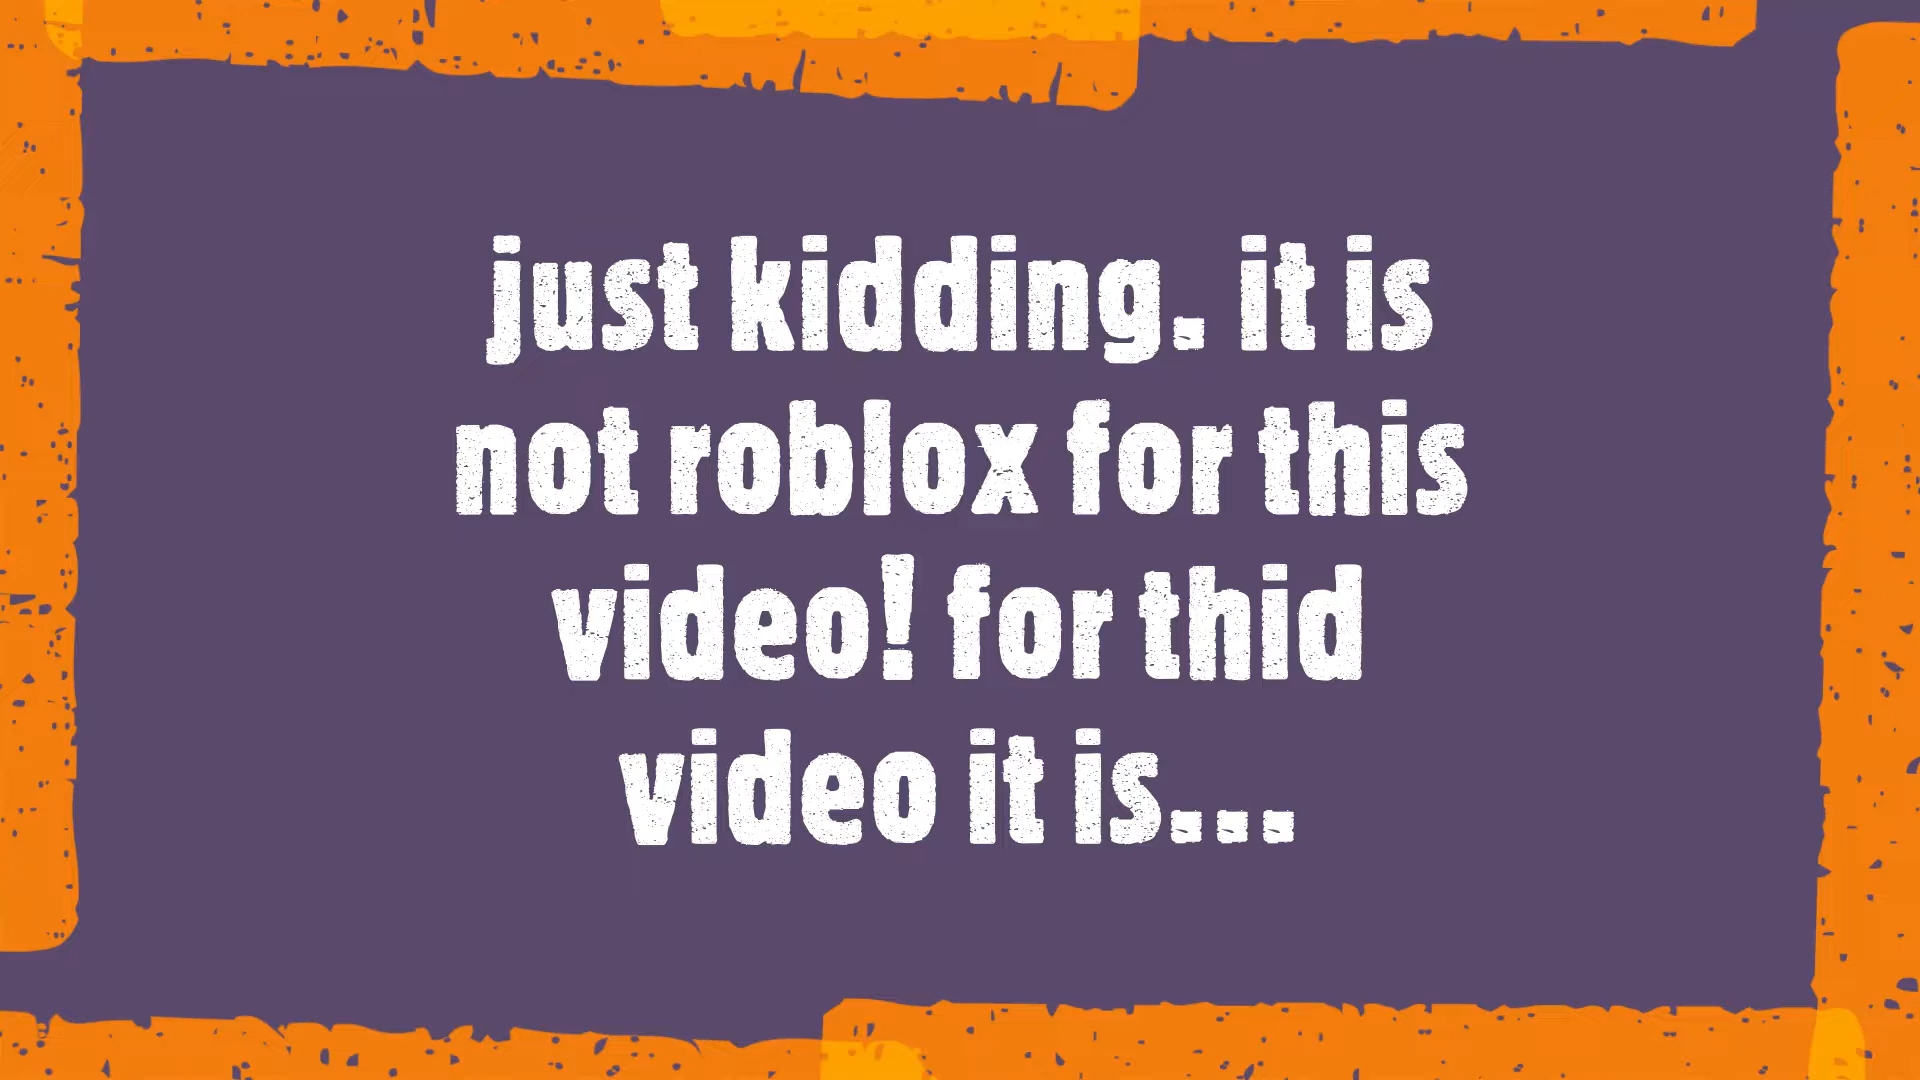 just kidding. it is
not roblox for this
video! for thid
video it is...